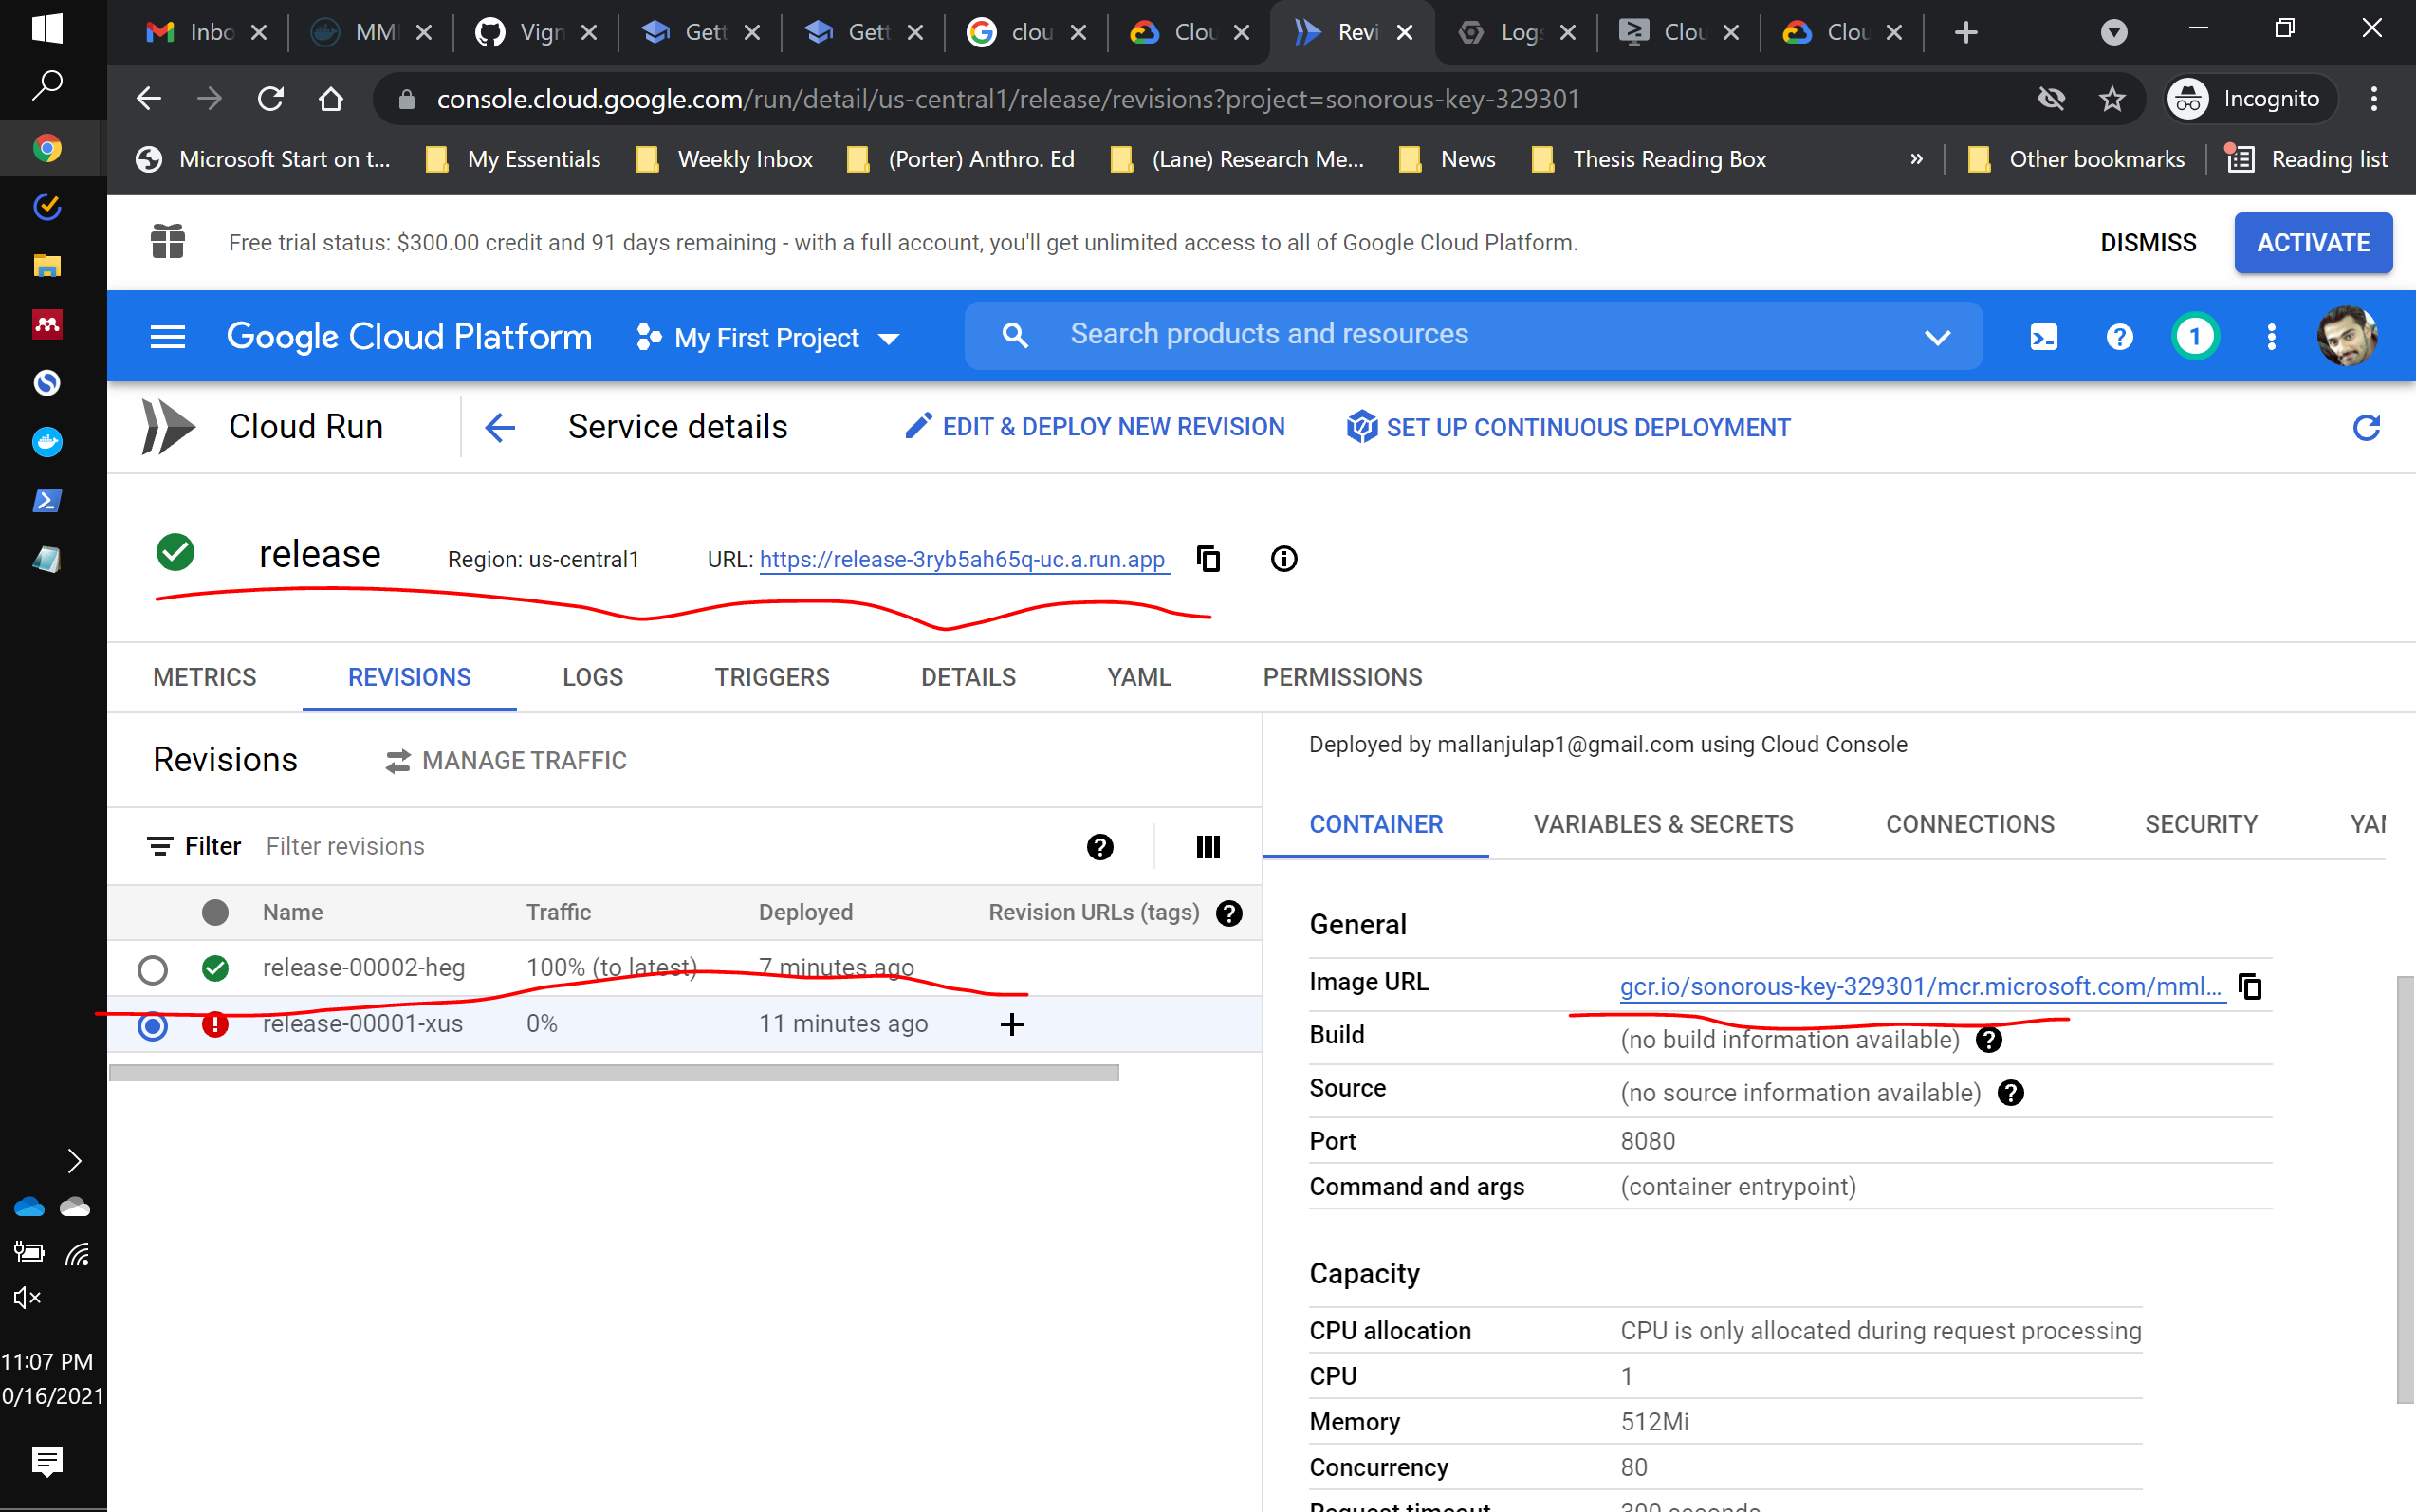 Inbo
MMI
Vign
Gett
Gett
clou
Clou
Revi
Logs
Clou
Clou
console.cloud.google.com/run/detail/us-central1/release/revisions?project=sonorous-key-329301
Incognito
Microsoft Start on t...
My Essentials
Weekly Inbox
(Porter) Anthro. Ed
(Lane) Research Me...
News
Thesis Reading Box
»
Other bookmarks
Reading list
Free trial status: $300.00 credit and 91 days remaining - with a full account, you'll get unlimited access to all of Google Cloud Platform.
DISMISS
ACTIVATE
Google Cloud Platform
My First Project
Search products and resources
1
Cloud Run
Service details
EDIT & DEPLOY NEW REVISION
SET UP CONTINUOUS DEPLOYMENT
release
Region: us-central1
URL: https://release-3ryb5ah65q-uc.a.run.app
METRICS
REVISIONS
LOGS
TRIGGERS
DETAILS
YAML
PERMISSIONS
Revisions
MANAGE TRAFFIC
Filter
Filter revisions
Name Traffic Deployed Revision URLs (tags)
release-00002-heg 100% (to latest) 7 minutes ago
release-00001-xus 0% 11 minutes ago
Deployed by mallanjulap1@gmail.com using Cloud Console
CONTAINER
VARIABLES & SECRETS
CONNECTIONS
SECURITY
YAM
General
Image URL gcr.io/sonorous-key-329301/mcr.microsoft.com/mml...
Build (no build information available)
Source (no source information available)
Port 8080
Command and args (container entrypoint)
Capacity
CPU allocation CPU is only allocated during request processing
CPU 1
Memory 512Mi
Concurrency 80
Request timeout 300 seconds
11:07 PM
0/16/2021